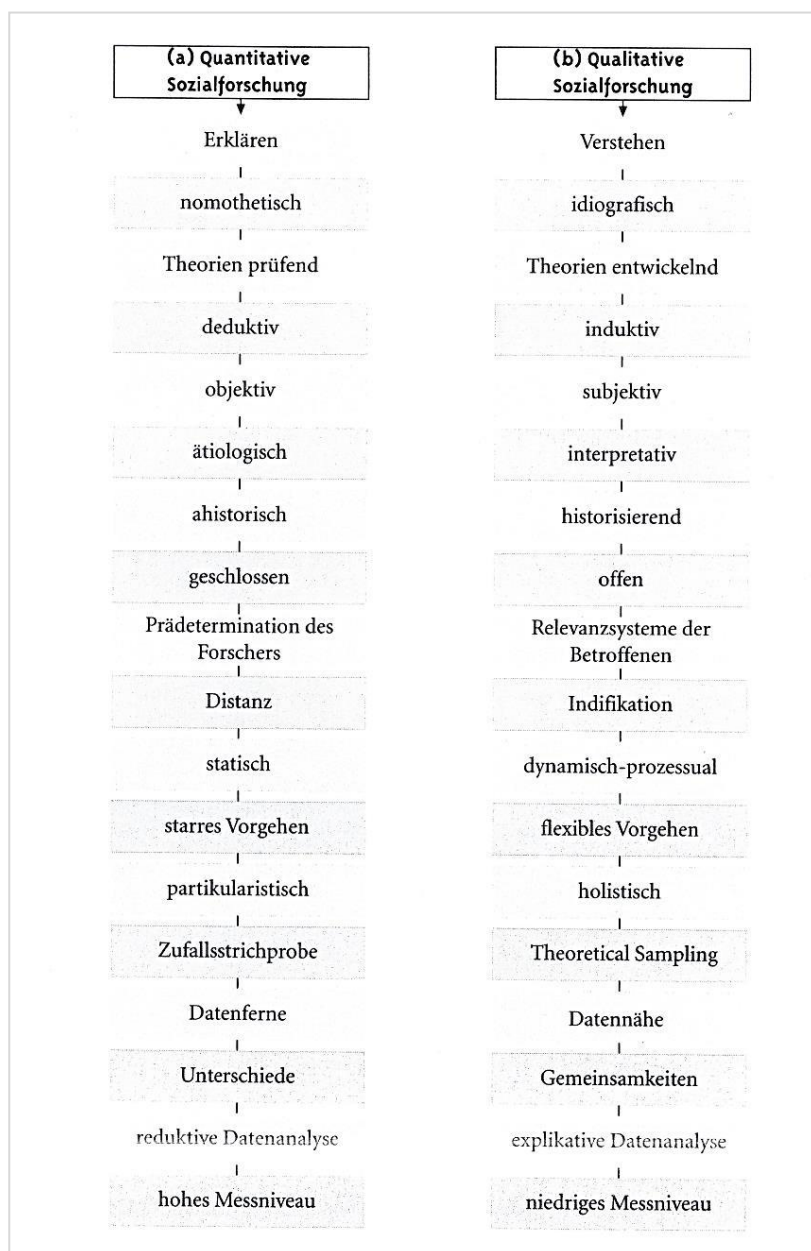 (a) Quantitative
Sozialforschung
Erklären
nomothetisch
Theorien prüfend
deduktiv
objektiv
ätiologisch
ahistorisch
geschlossen
Prädetermination des
Forschers
Distanz
statisch
starres Vorgehen
partikularistisch
Zufallsstrichprobe
Datenferne
Unterschiede
reduktive Datenanalyse
hohes Messniveau
(b) Qualitative
Sozialforschung
Verstehen
idiografisch
Theorien entwickelnd
induktiv
subjektiv
interpretativ
historisierend
offen
Relevanzsysteme der
Betroffenen
Indifikation
dynamisch-prozessual
flexibles Vorgehen
holistisch
Theoretical Sampling
Datennähe
Gemeinsamkeiten
explikative Datenanalyse
niedriges Messniveau